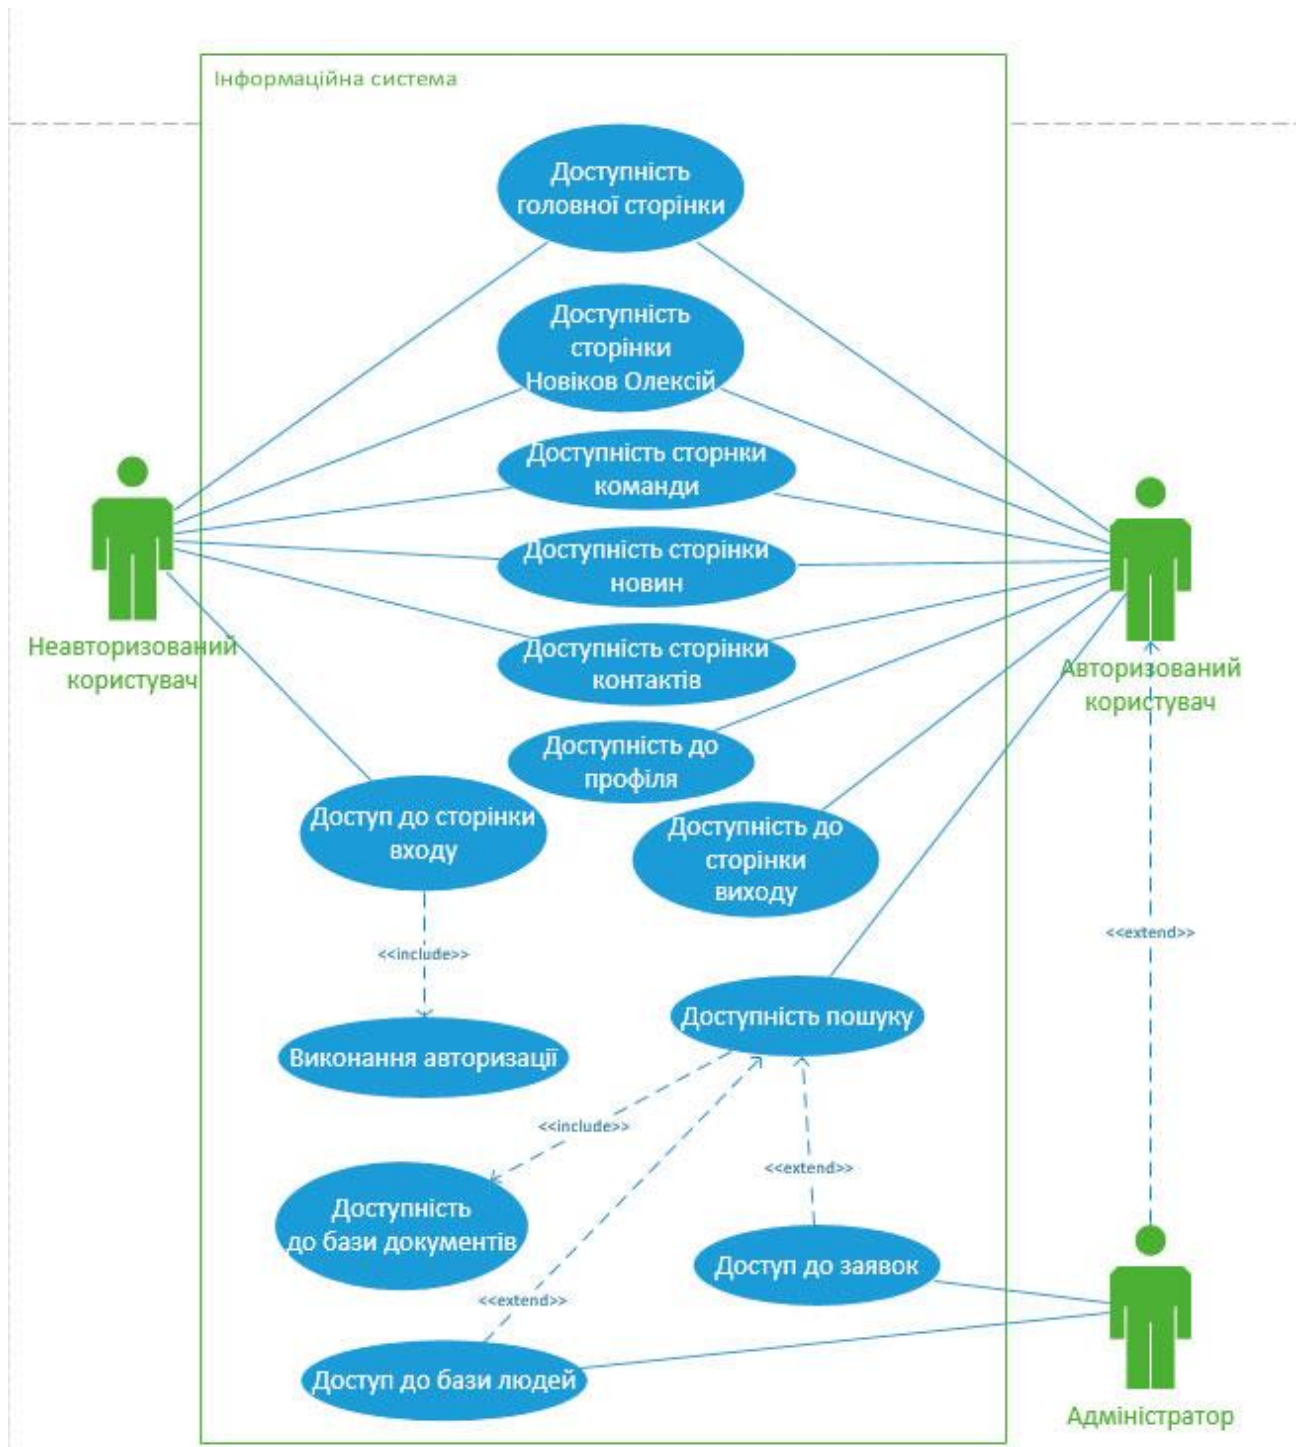 Інформаційна система
Доступність
головної сторінки
Доступність
сторінки
Новіков Олексій
Доступність сторнки
команди
Доступність сторінки
новин
Доступність сторінки
контактів
Неавторизований
користувач
Авторизований
користувач
Доступність до
профіля
Доступ до сторінки
входу
Доступність до
сторінки
виходу
<<extend>>
<<include>>
Доступність пошуку
Виконання авторизації
<<include>>
<<extend>>
Доступність
до бази документів
Доступ до заявок
<<extend>>
Доступ до бази людей
Адміністратор